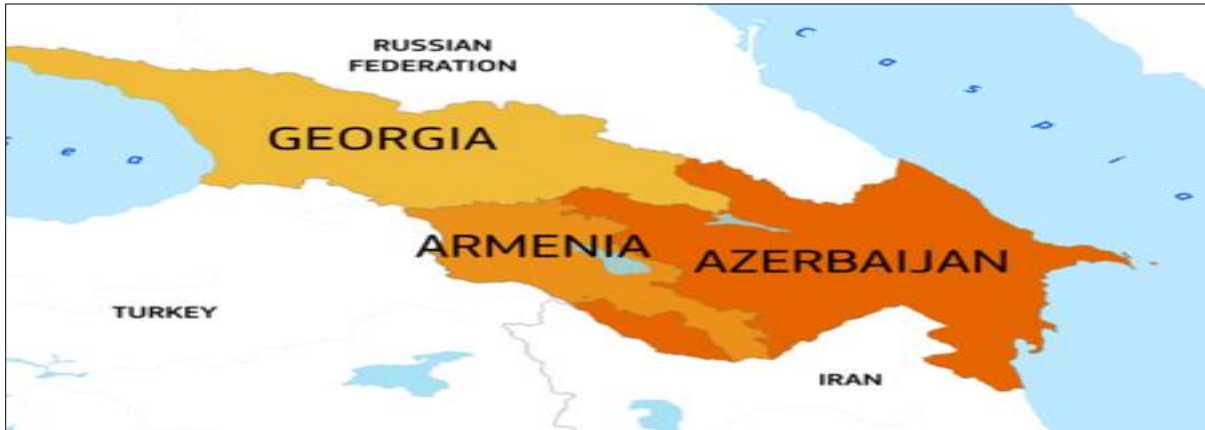 RUSSIAN
FEDERATION
C a s p i a
GEORGIA
e a
ARMENIA
AZERBAIJAN
TURKEY
IRAN